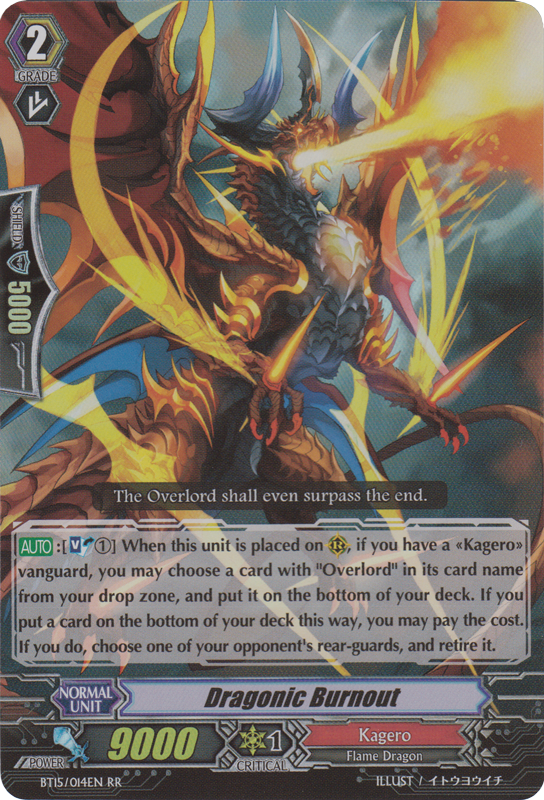 2
GRADE
SHIELD
5000
The Overlord shall even surpass the end.
AUTO :[V ①] When this unit is placed on R, if you have a «Kagero»
vanguard, you may choose a card with "Overlord" in its card name
from your drop zone, and put it on the bottom of your deck. If you
put a card on the bottom of your deck this way, you may pay the cost.
If you do, choose one of your opponent's rear-guards, and retire it.
NORMAL
UNIT
Dragonic Burnout
POWER
9000
1
CRITICAL
Kagero
Flame Dragon
BT15/014EN RR
ILLUST / イトウヨウイチ